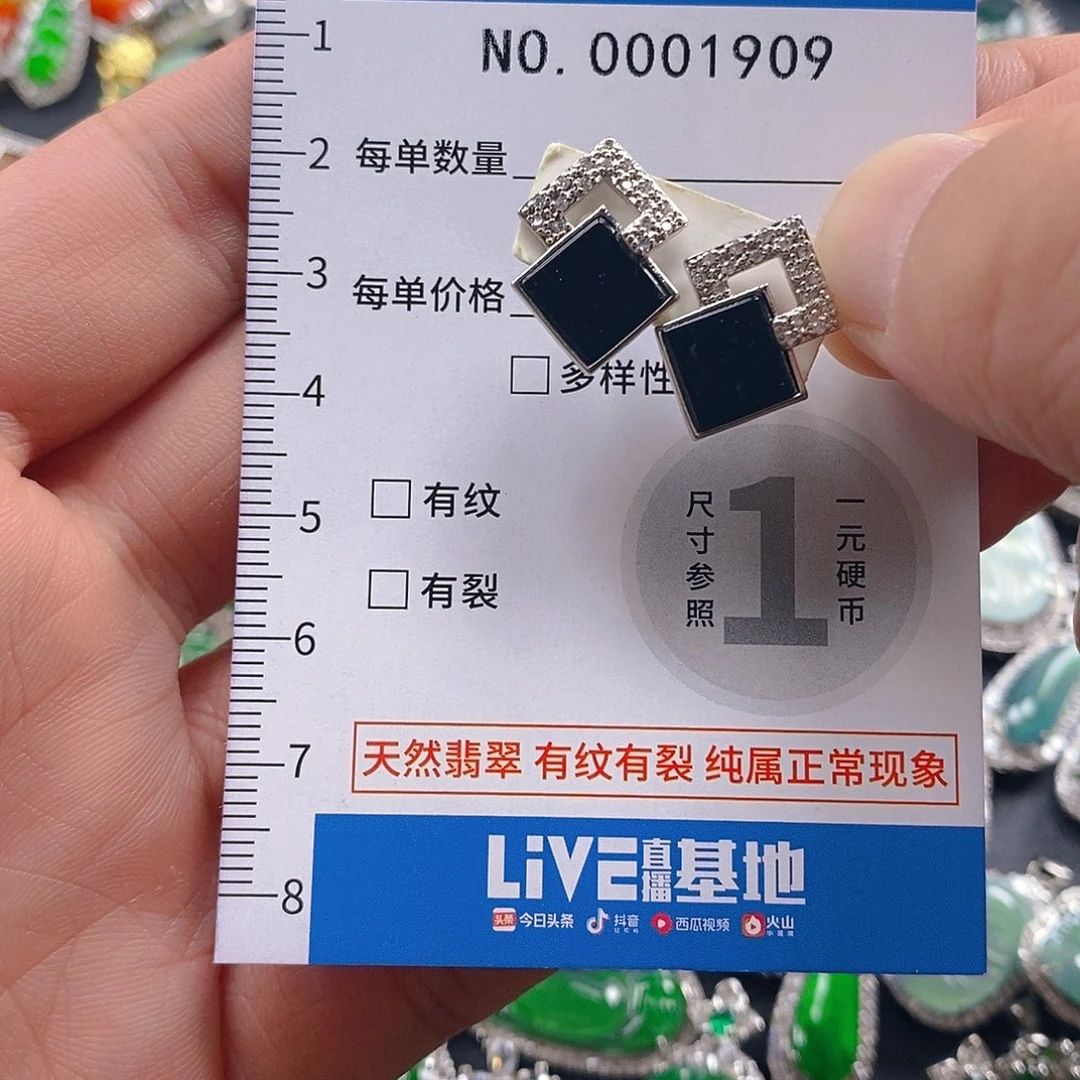 NO. 0001909
1
2
每单数量
3
每单价格
4
多样性
5
有纹
尺寸参照
1
一元硬币
有裂
6
7
天然翡翠 有纹有裂 纯属正常现象
8
LiVE直播基地
头条 今日头条 抖音 西瓜视频 火山